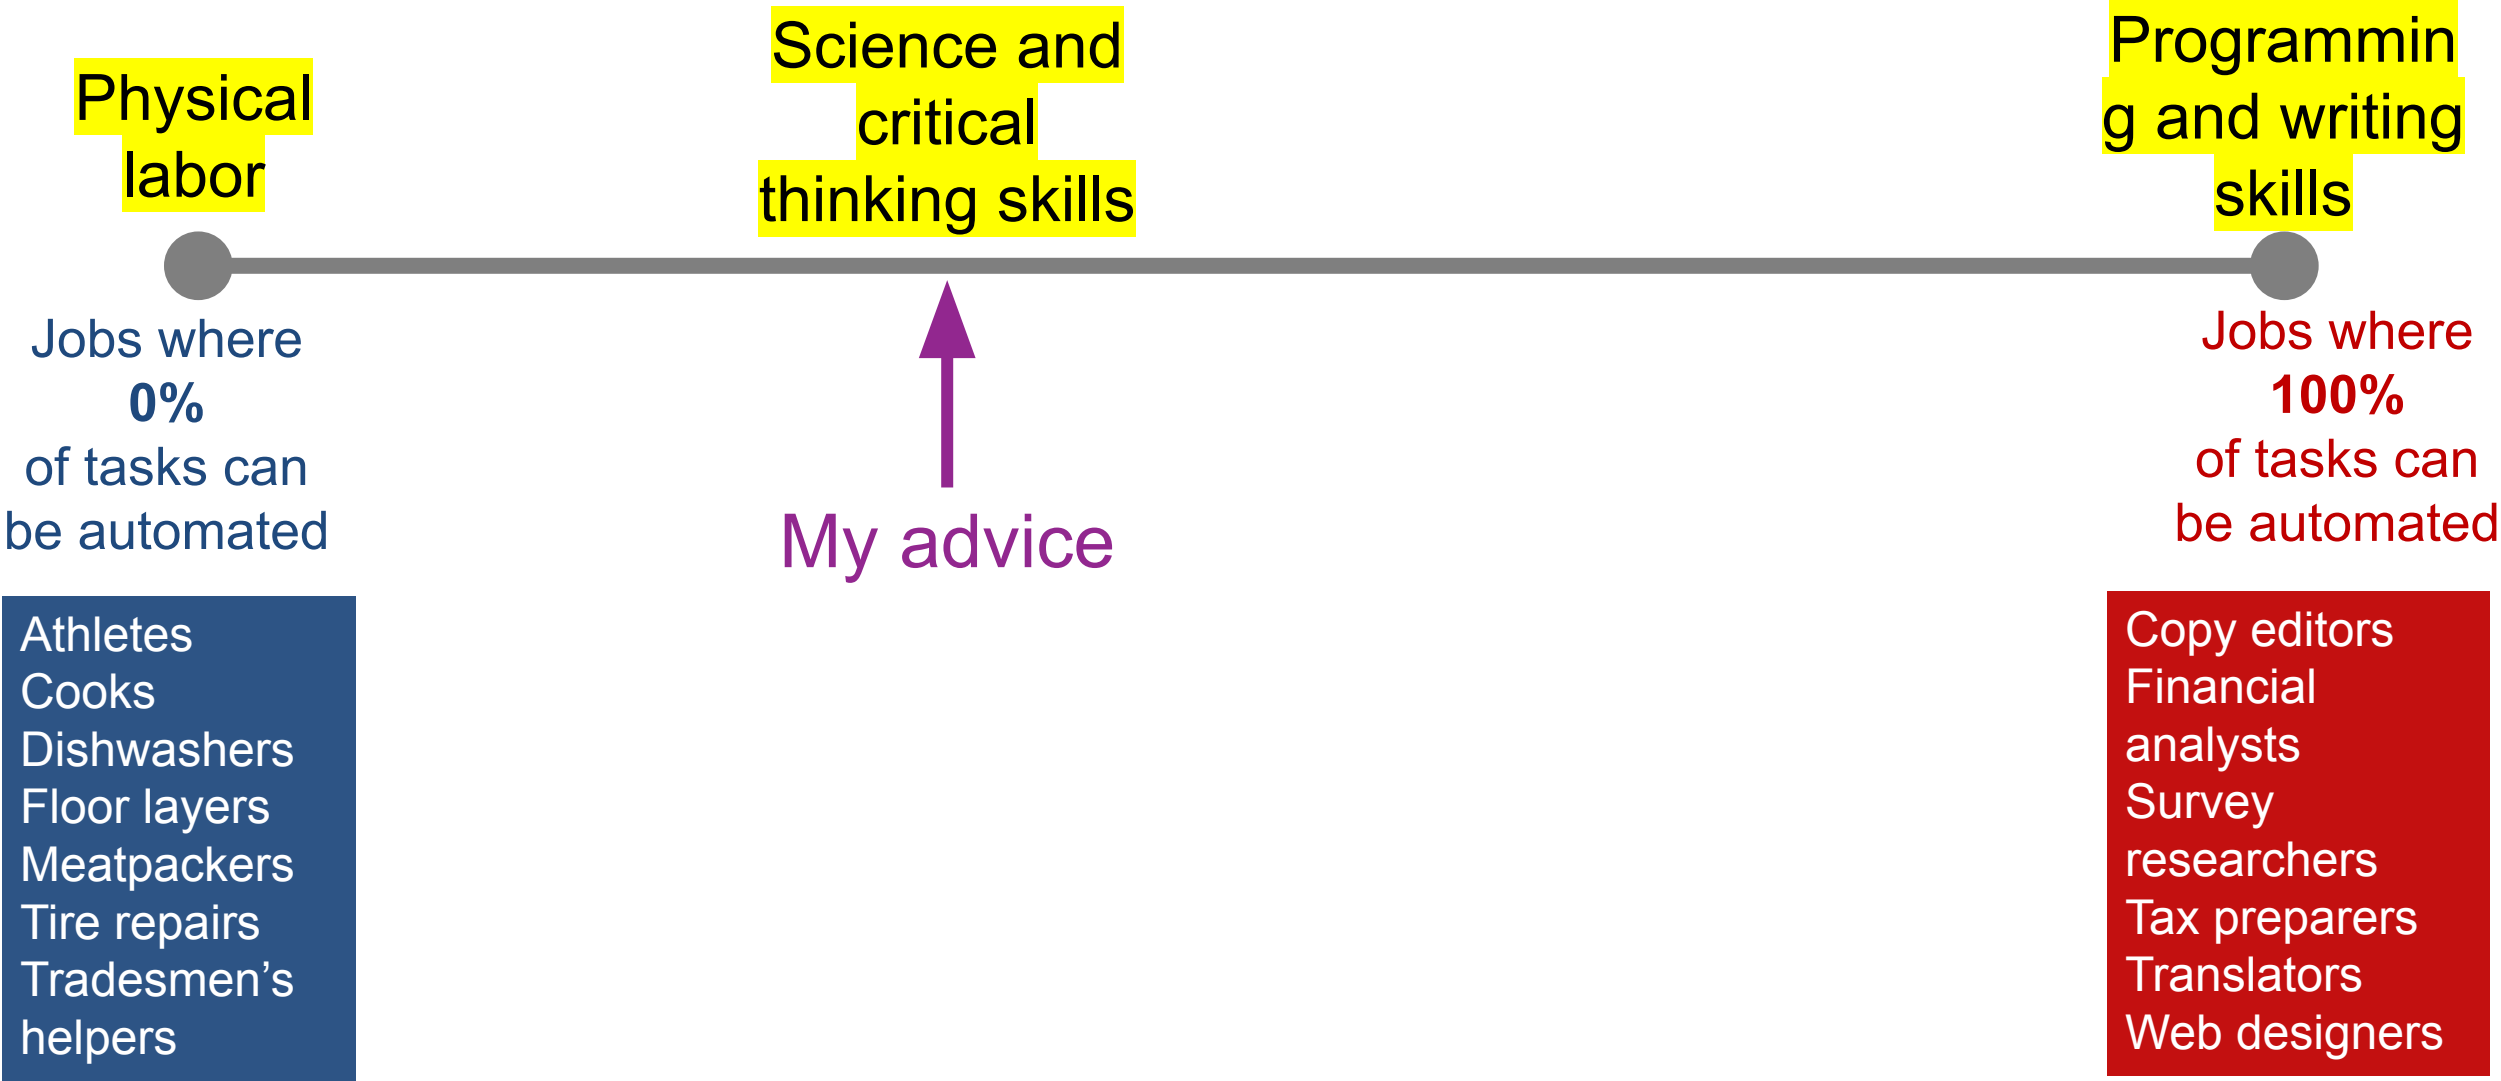 Physical
labor
Science and
critical
thinking skills
Programmin
g and writing
skills
Jobs where
0%
of tasks can
be automated
My advice
Jobs where
100%
of tasks can
be automated
Athletes
Cooks
Dishwashers
Floor layers
Meatpackers
Tire repairs
Tradesmen’s
helpers
Copy editors
Financial
analysts
Survey
researchers
Tax preparers
Translators
Web designers